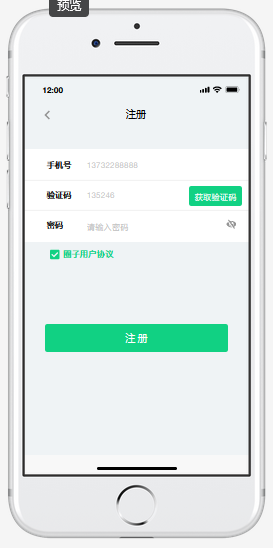 预览
12:00
注册
手机号 13732288888
验证码 135246 获取验证码
密码 请输入密码
圈子用户协议
注册